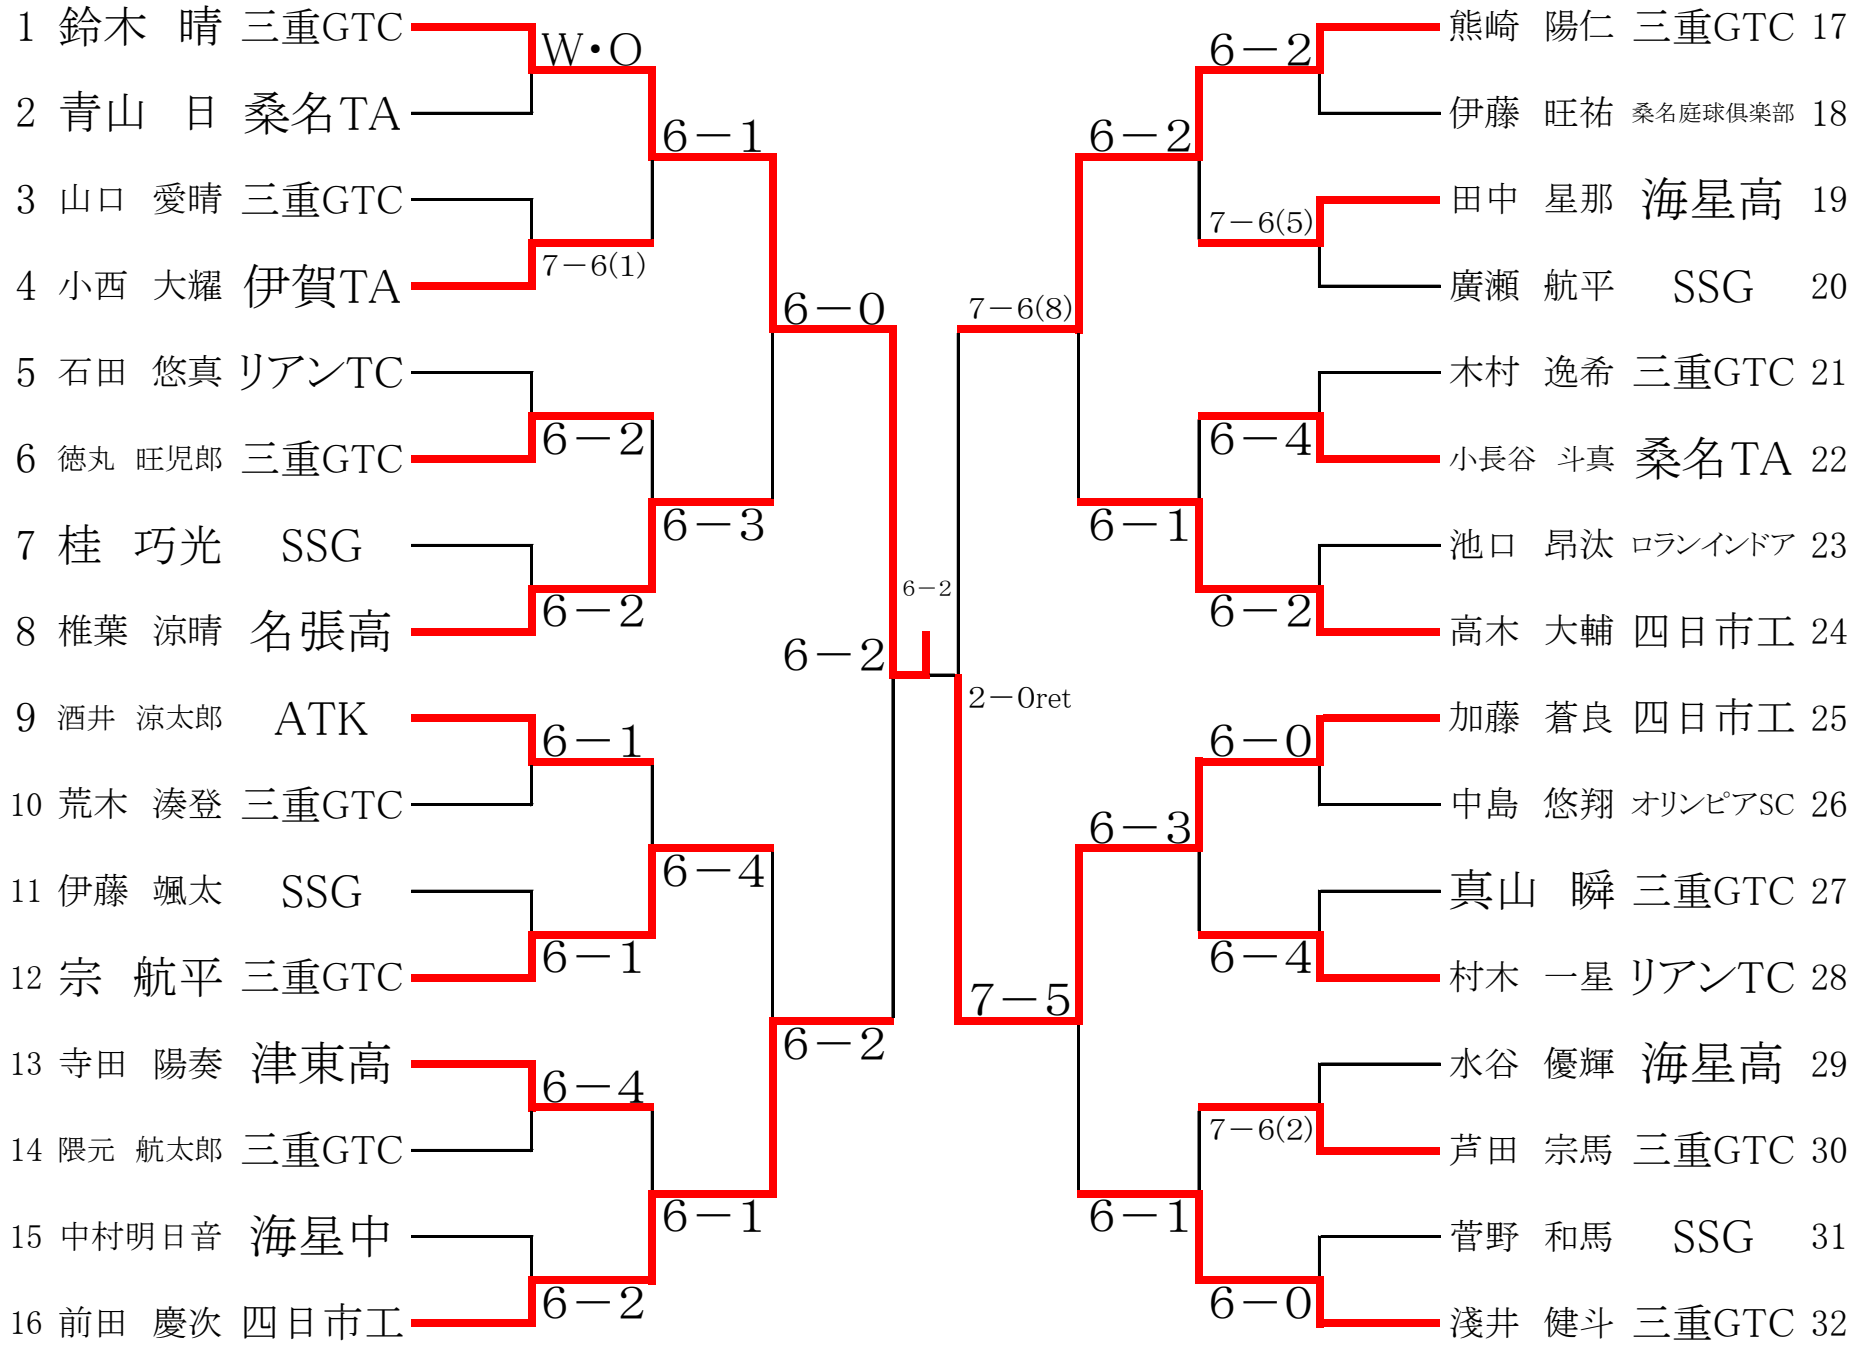 1 鈴木 晴 三重GTC
W・O
2 青山 日 桑名TA
6－1
3 山口 愛晴 三重GTC
7－6(1)
4 小西 大耀 伊賀TA
6－0
5 石田 悠真 リアンTC
6－2
6 徳丸 旺児郎 三重GTC
6－3
7 桂 巧光 SSG
6－2
8 椎葉 涼晴 名張高
6－2
9 酒井 涼太郎 ATK
6－1
10 荒木 湊登 三重GTC
6－4
11 伊藤 颯太 SSG
6－1
12 宗 航平 三重GTC
6－2
13 寺田 陽奏 津東高
6－4
14 隈元 航太郎 三重GTC
6－1
15 中村明日音 海星中
6－2
16 前田 慶次 四日市工
6－2
熊崎 陽仁 三重GTC 17
6－2
伊藤 旺祐 桑名庭球倶楽部 18
6－2
田中 星那 海星高 19
7－6(5)
廣瀬 航平 SSG 20
7－6(8)
木村 逸希 三重GTC 21
6－4
小長谷 斗真 桑名TA 22
6－1
池口 昂汰 ロランインドア 23
6－2
高木 大輔 四日市工 24
2－0ret
加藤 蒼良 四日市工 25
6－0
中島 悠翔 オリンピアSC 26
6－3
真山 瞬 三重GTC 27
6－4
村木 一星 リアンTC 28
7－5
水谷 優輝 海星高 29
7－6(2)
芦田 宗馬 三重GTC 30
6－1
菅野 和馬 SSG 31
6－0
淺井 健斗 三重GTC 32